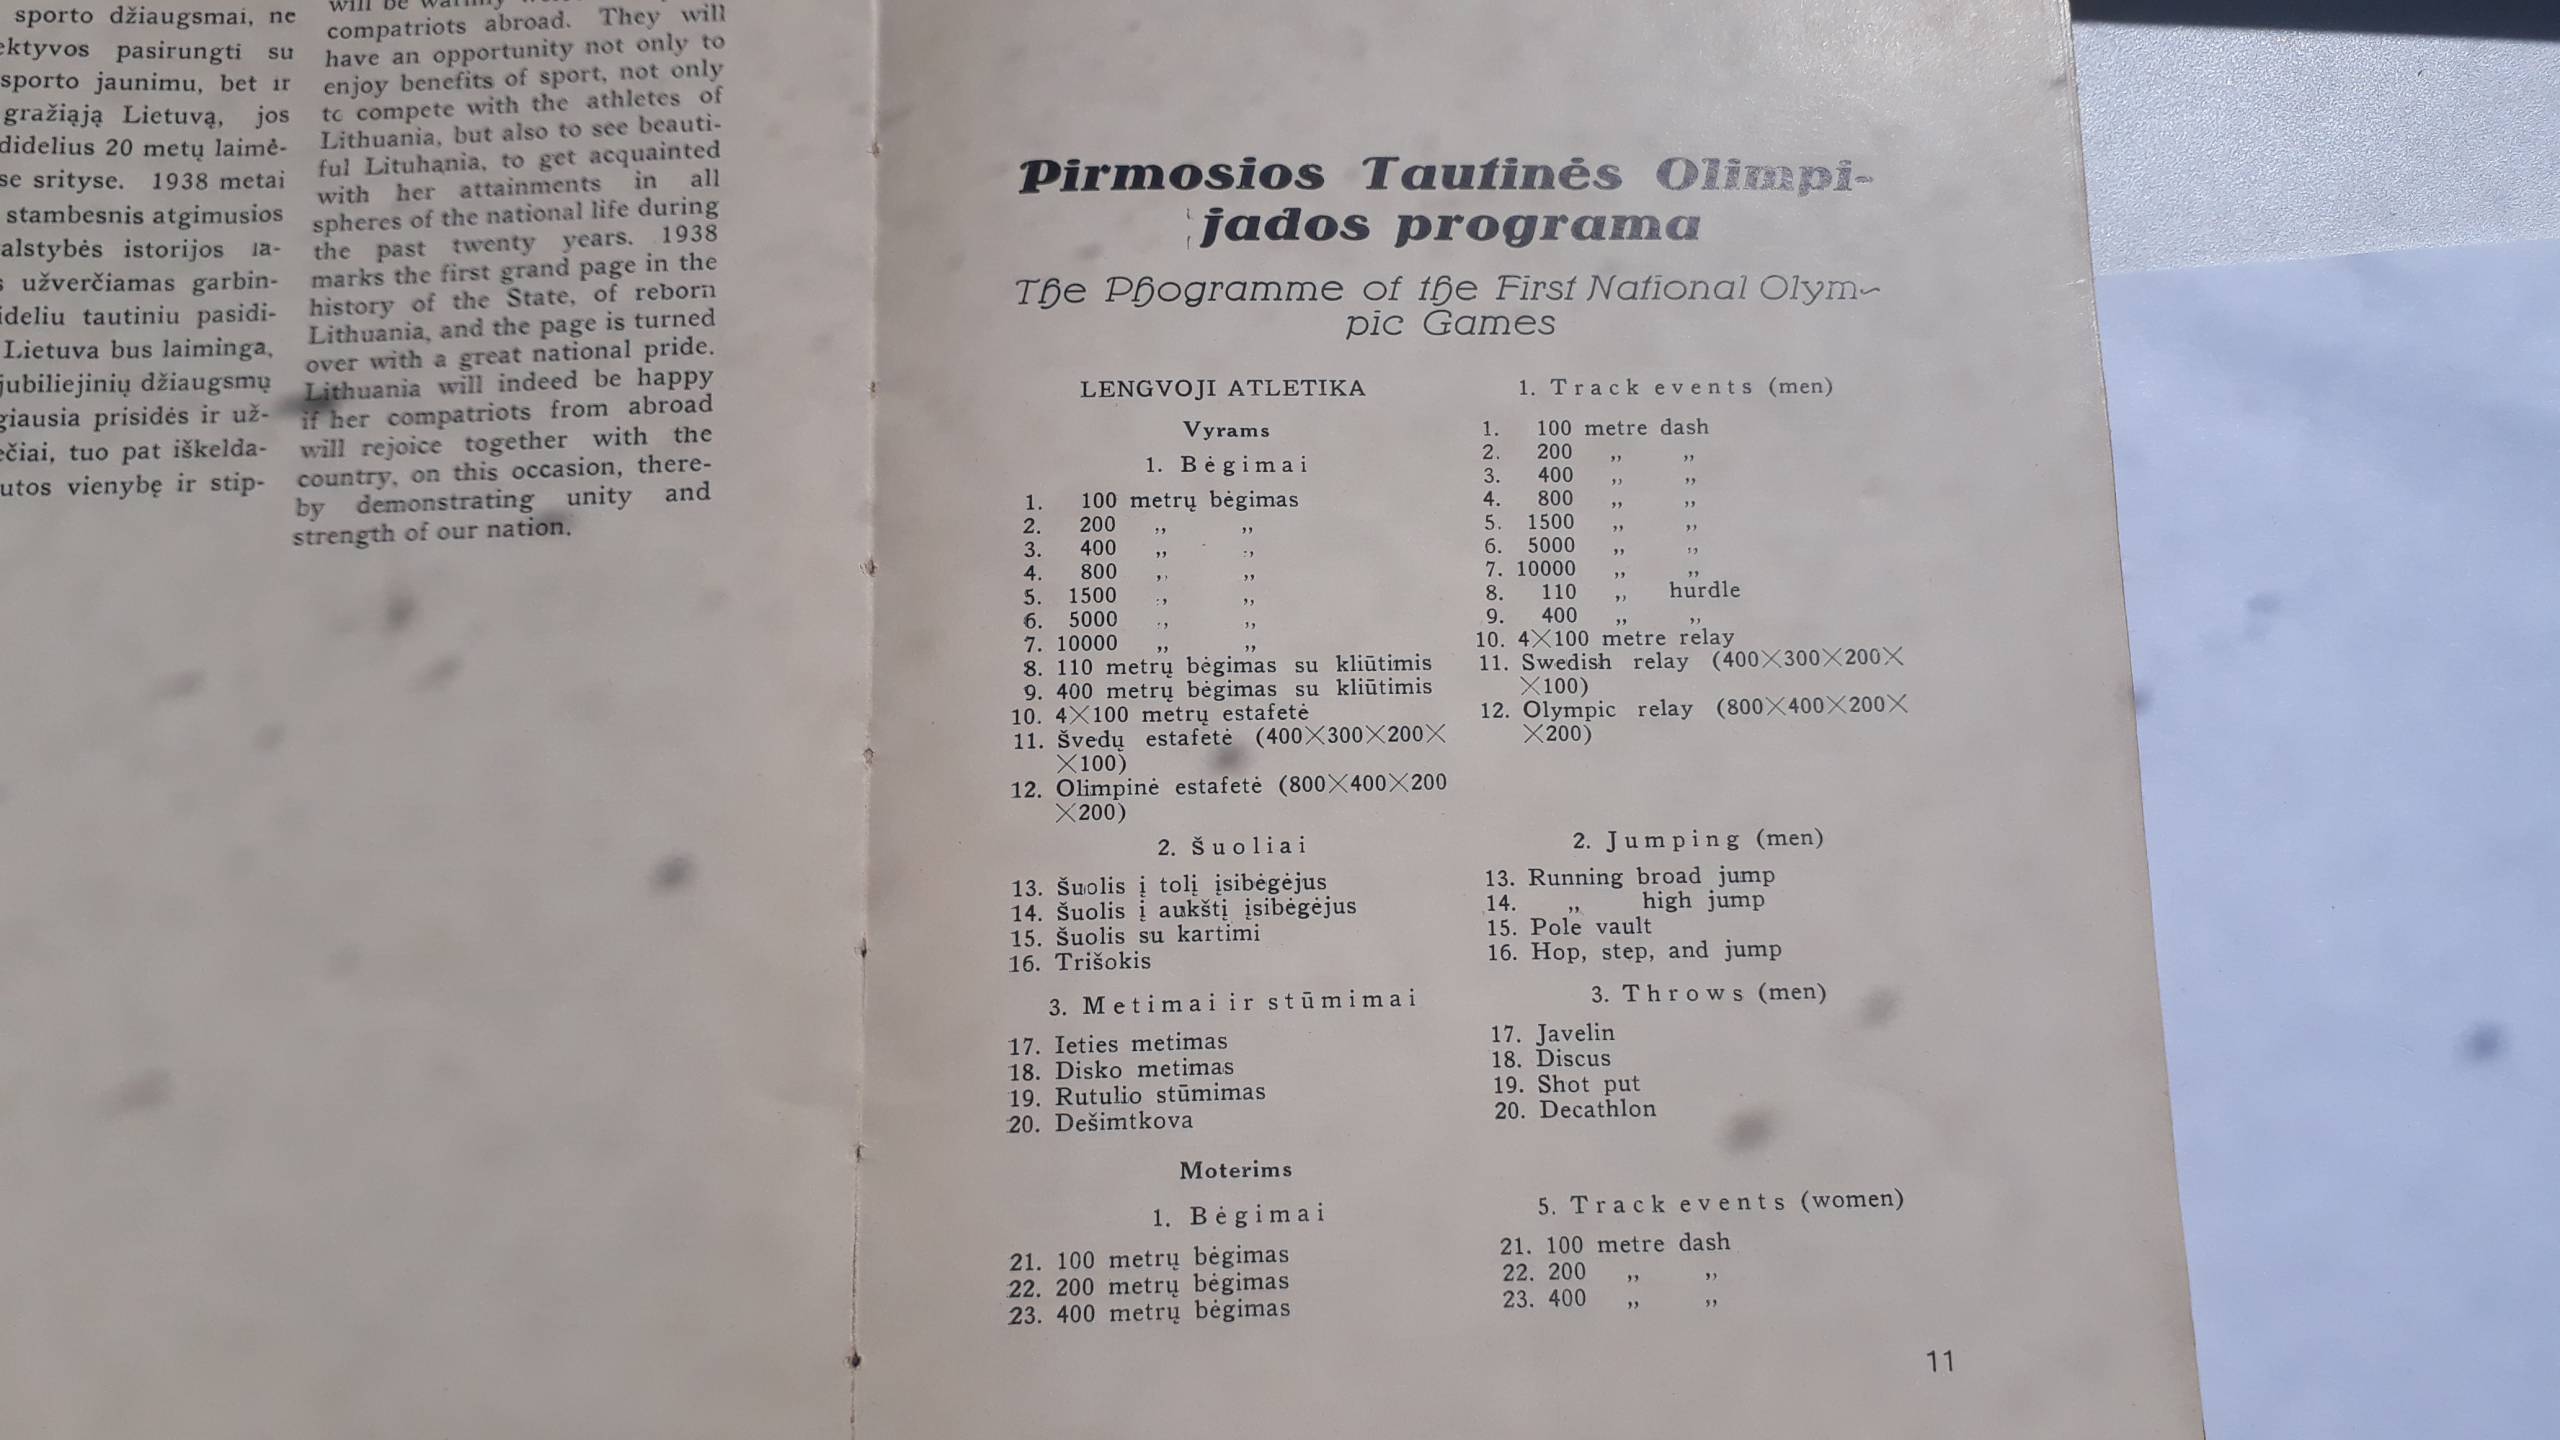 sporto džiaugsmai, ne
ektyvos pasirungti su
sporto jaunimu, bet ir
gražiąją Lietuvą, jos
didelius 20 metų laimė-
se srityse. 1938 metai
stambesnis atgimusios
alstybės istorijos la-
s užverčiamas garbin-
ideliu tautiniu pasidi-
Lietuva bus laiminga,
jubiliejinių džiaugsmų
giausia prisidės ir už-
ečiai, tuo pat iškelda-
utos vienybę ir stip-
will be warmly
compatriots abroad. They will
have an opportunity not only to
enjoy benefits of sport, not only
to compete with the athletes of
Lithuania, but also to see beauti-
ful Lituhania, to get acquainted
with her attainments in all
spheres of the national life during
the past twenty years. 1938
marks the first grand page in the
history of the State, of reborn
Lithuania, and the page is turned
over with a great national pride.
Lithuania will indeed be happy
if her compatriots from abroad
will rejoice together with the
country, on this occasion, there-
by demonstrating unity and
strength of our nation.
Pirmosios Tautinės Olimpi-
jados programa
The Phogramme of the First National Olym-
pic Games
LENGVOJI ATLETIKA
Vyrams
1. Bėgimai
1. 100 metrų bėgimas
2. 200 „ „
3. 400 „ „
4. 800 „ „
5. 1500 „ „
6. 5000 „ „
7. 10000 „ „
8. 110 metrų bėgimas su kliūtimis
9. 400 metrų bėgimas su kliūtimis
10. 4×100 metrų estafetė
11. Švedų estafetė (400×300×200×
×100)
12. Olimpinė estafetė (800×400×200
×200)
2. Šuoliai
13. Šuolis į tolį įsibėgėjus
14. Šuolis į aukštį įsibėgėjus
15. Šuolis su kartimi
16. Trišokis
3. Metimai ir stūmimai
17. Ieties metimas
18. Disko metimas
19. Rutulio stūmimas
20. Dešimtkova
Moterims
1. Bėgimai
21. 100 metrų bėgimas
22. 200 metrų bėgimas
23. 400 metrų bėgimas
1. Track events (men)
1. 100 metre dash
2. 200 „ „
3. 400 „ „
4. 800 „ „
5. 1500 „ „
6. 5000 „ „
7. 10000 „ „
8. 110 „ hurdle
9. 400 „ „
10. 4×100 metre relay
11. Swedish relay (400×300×200×
×100)
12. Olympic relay (800×400×200×
×200)
2. Jumping (men)
13. Running broad jump
14. „ high jump
15. Pole vault
16. Hop, step, and jump
3. Throws (men)
17. Javelin
18. Discus
19. Shot put
20. Decathlon
5. Track events (women)
21. 100 metre dash
22. 200 „ „
23. 400 „ „
11